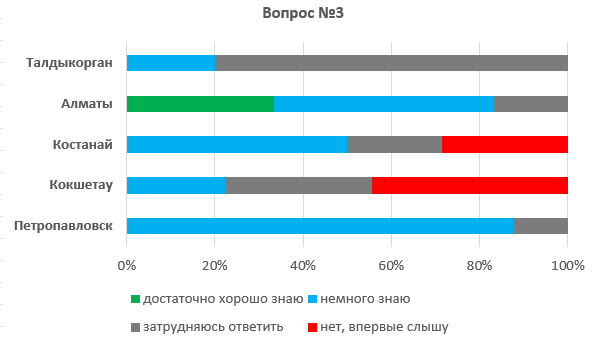 Вопрос №3
Талдыкорган
Алматы
Костанай
Кокшетау
Петропавловск
0% 20% 40% 60% 80% 100%
достаточно хорошо знаю немного знаю
затрудняюсь ответить нет, впервые слышу